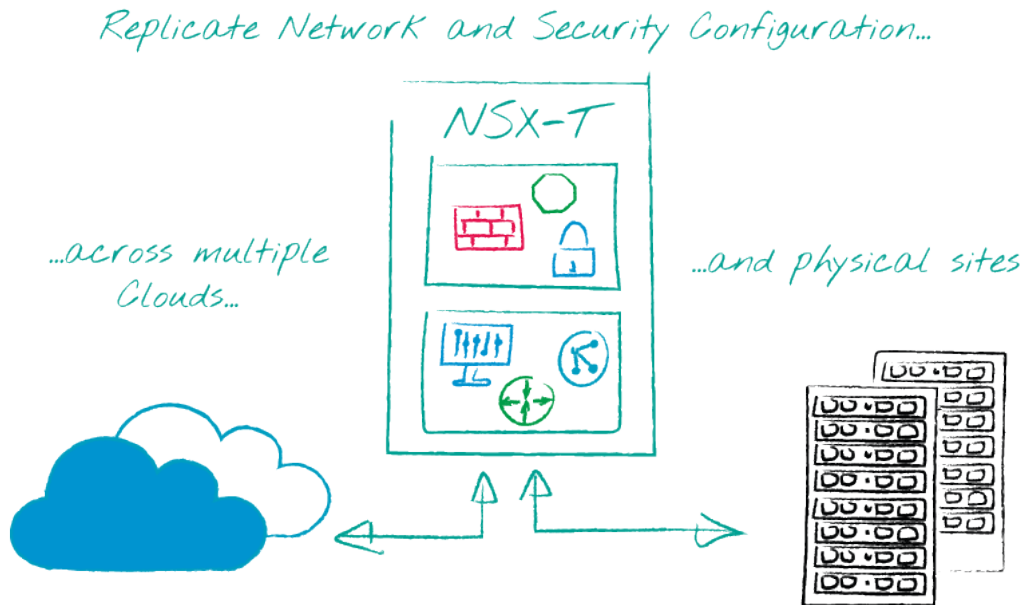 Replicate Network and Security Configuration...
NSX-T
...across multiple
Clouds...
...and physical sites